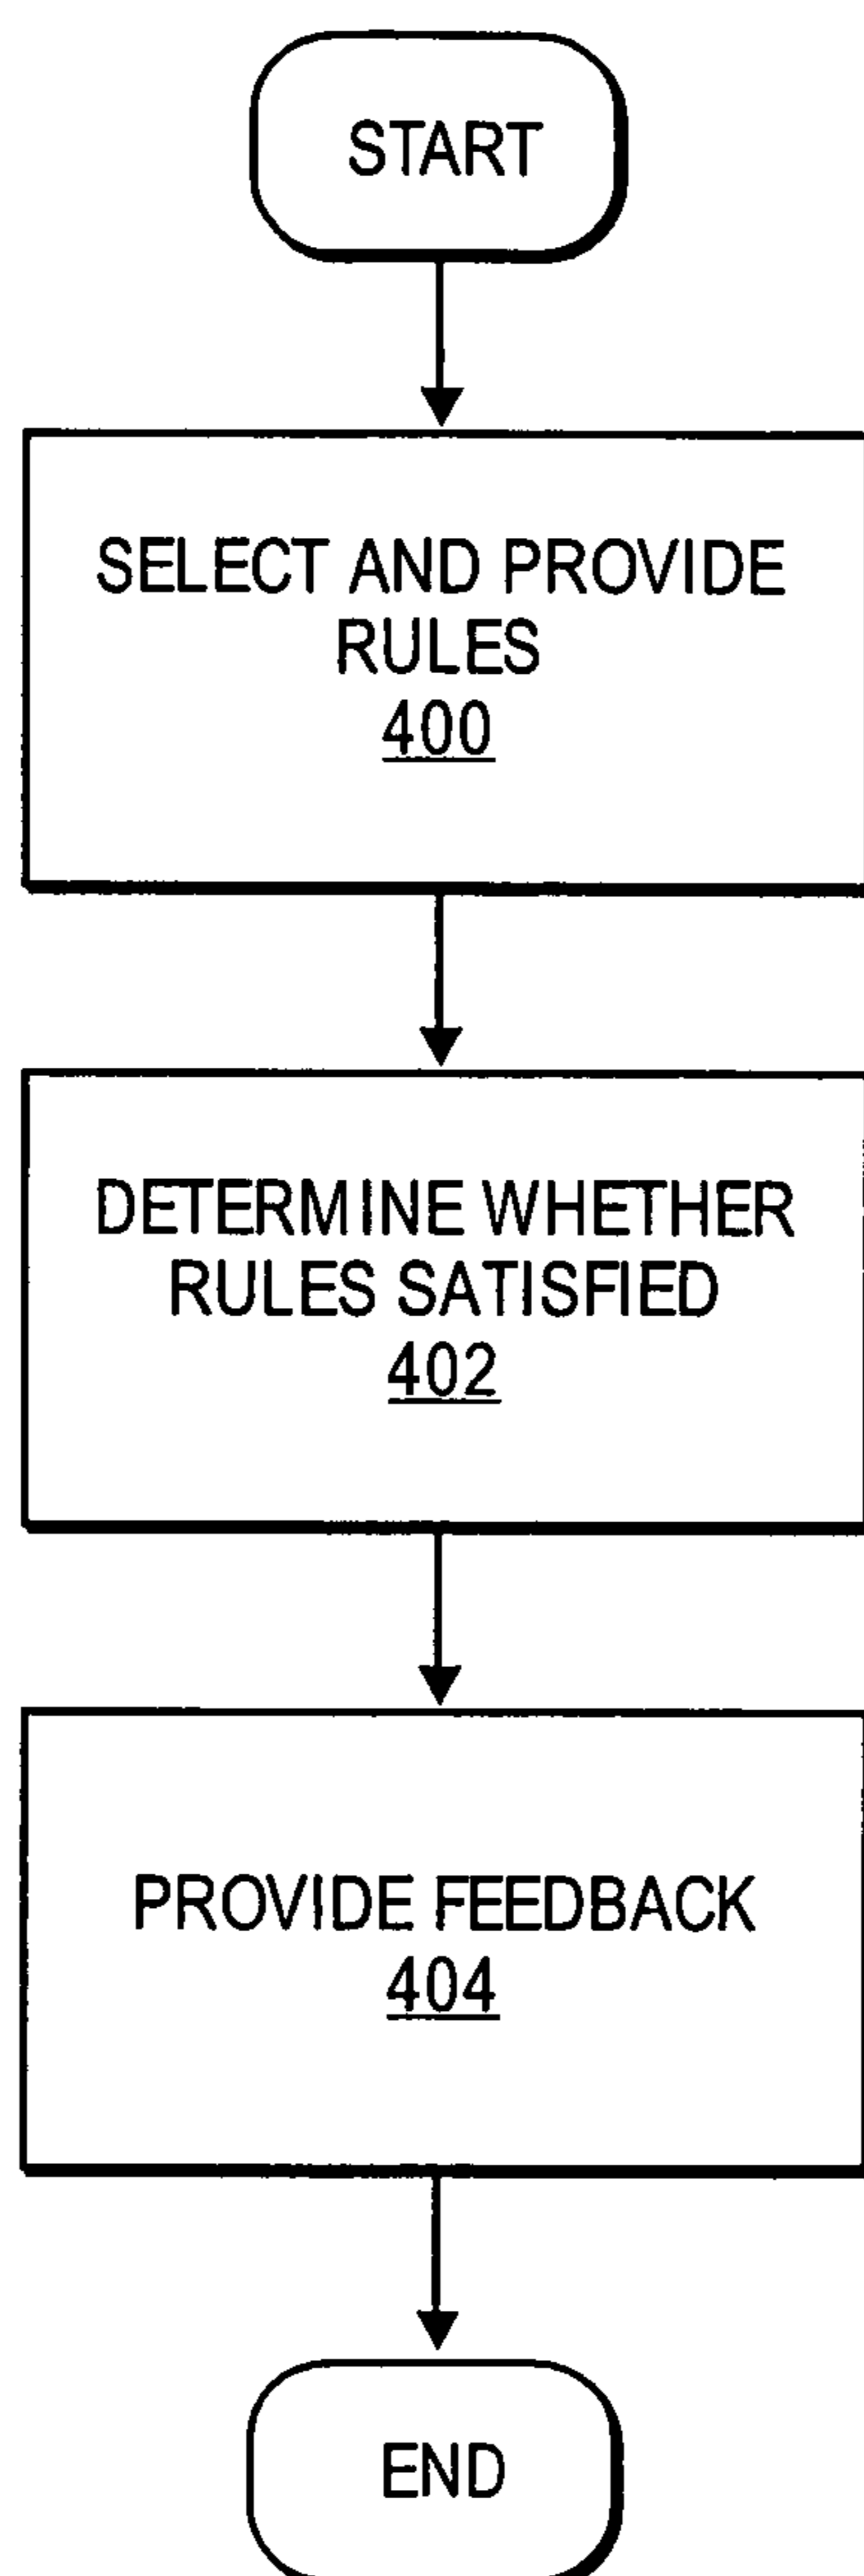 START
SELECT AND PROVIDE
RULES
400
DETERMINE WHETHER
RULES SATISFIED
402
PROVIDE FEEDBACK
404
END